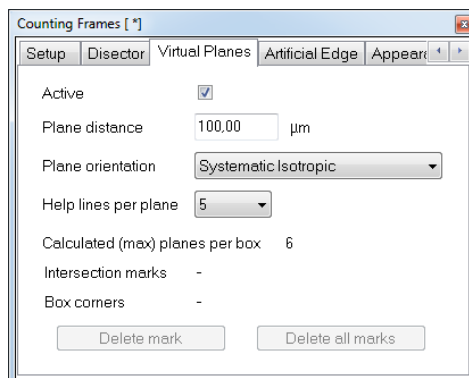 Counting Frames [ *]
Setup Disector Virtual Planes Artificial Edge
Active
Plane distance 100,00 µm
Plane orientation Systematic Isotropic
Help lines per plane 5
Calculated (max) planes per box 6
Intersection marks -
Box corners -
Delete mark Delete all marks